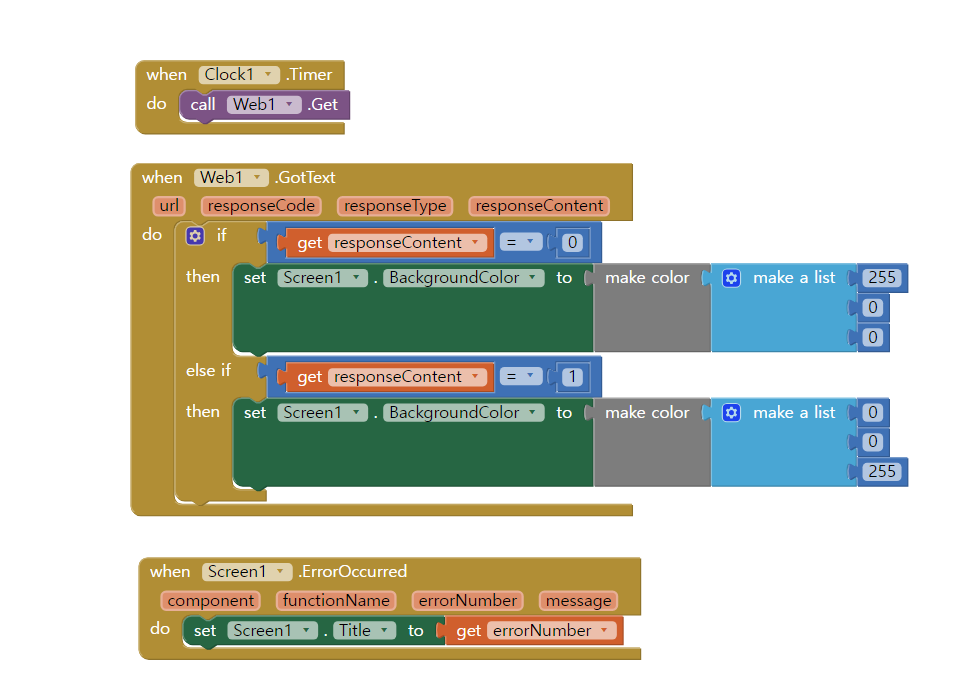 when Clock1 .Timer
do call Web1 .Get
when Web1 .GotText
url responseCode responseType responseContent
do if get responseContent = 0
then set Screen1 . BackgroundColor to make color make a list 255
0
0
else if get responseContent = 1
then set Screen1 . BackgroundColor to make color make a list 0
0
255
when Screen1 .ErrorOccurred
component functionName errorNumber message
do set Screen1 . Title to get errorNumber